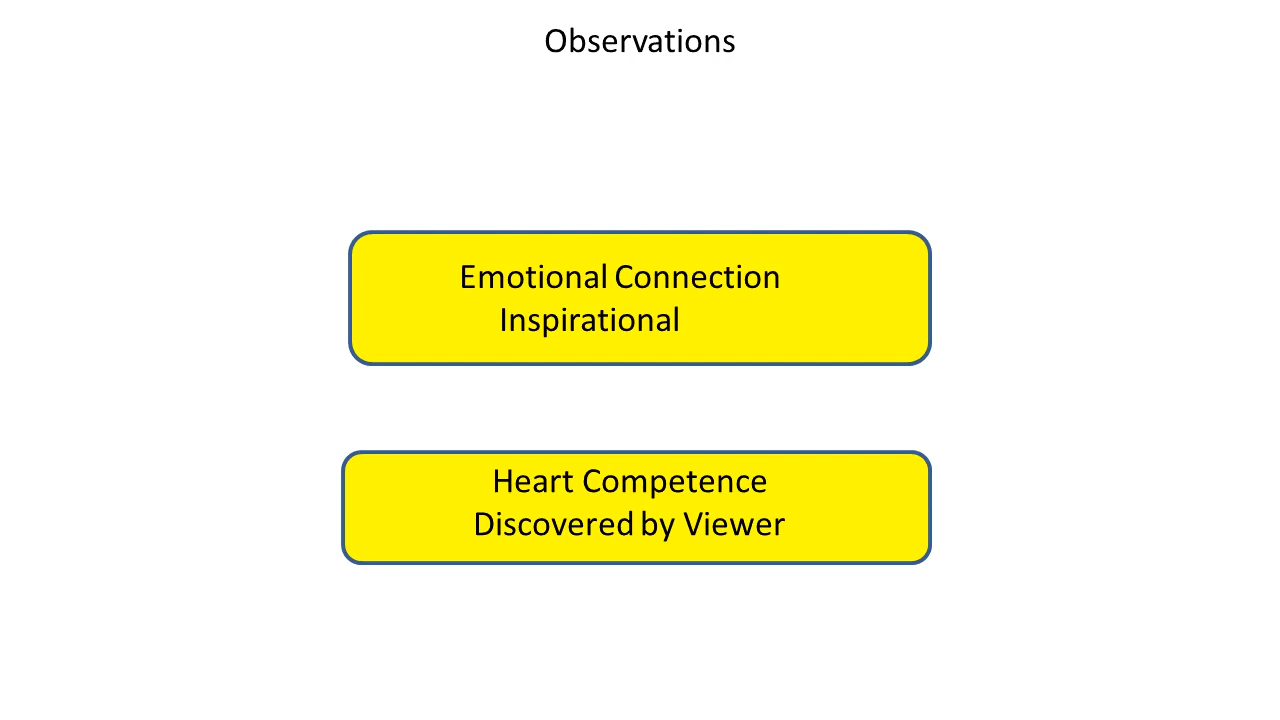 Observations
Emotional Connection
Inspirational
Heart Competence
Discovered by Viewer